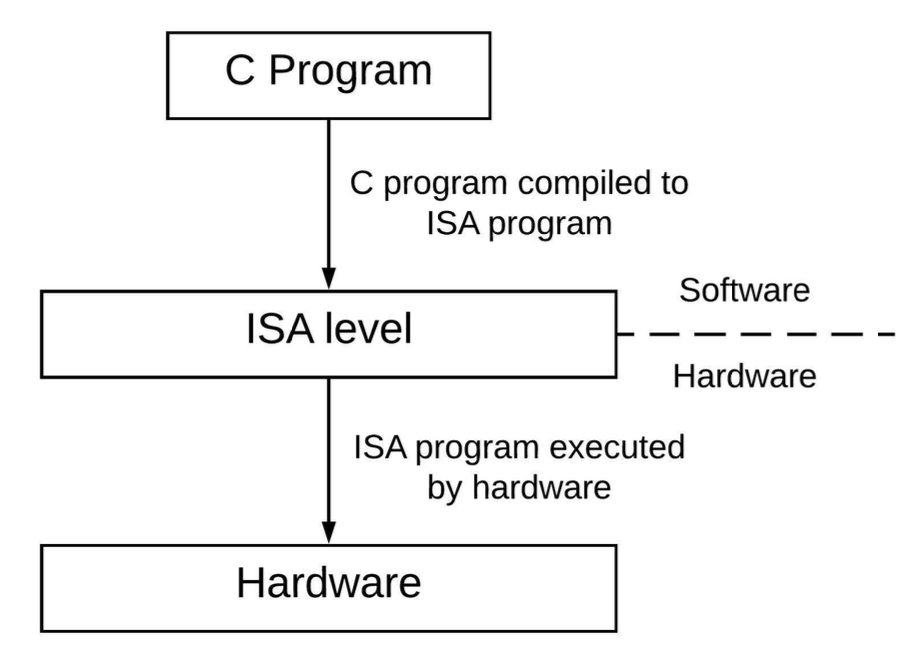 C Program
C program compiled to
ISA program
Software
ISA level
Hardware
ISA program executed
by hardware
Hardware